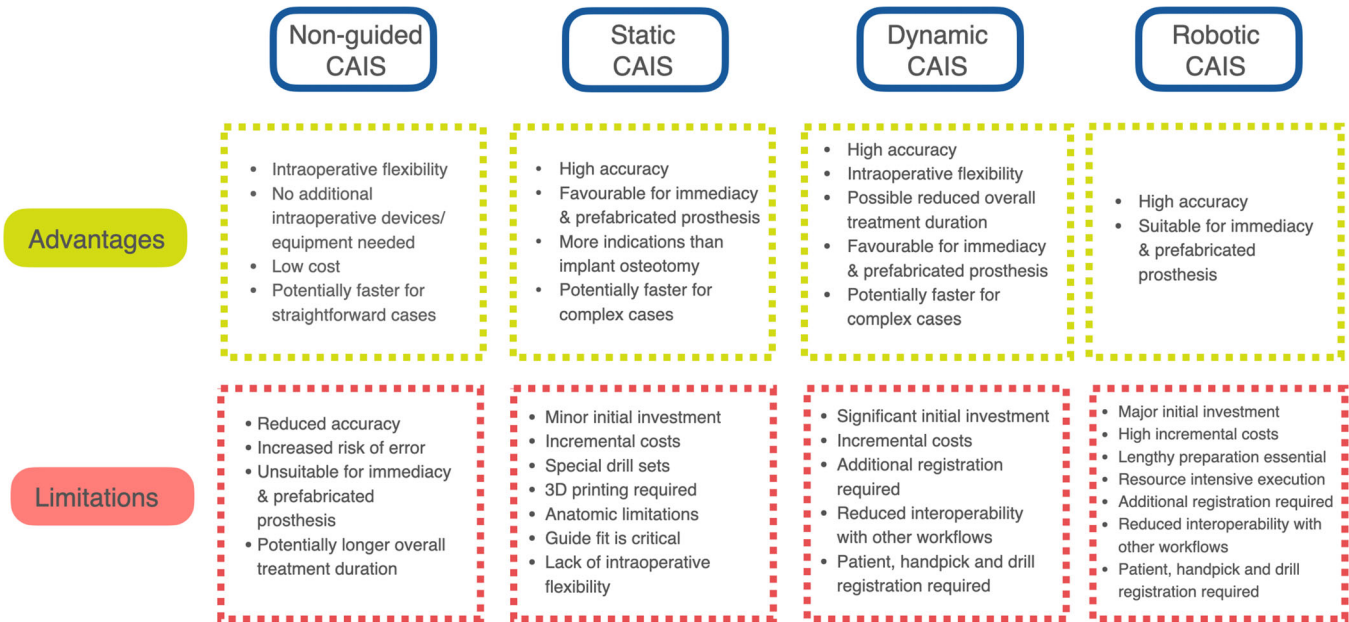 Non-guided
CAIS
Static
CAIS
Dynamic
CAIS
Robotic
CAIS
Advantages
• Intraoperative flexibility
• No additional
intraoperative devices/
equipment needed
• Low cost
• Potentially faster for
straightforward cases
• High accuracy
• Favourable for immediacy
& prefabricated prosthesis
• More indications than
implant osteotomy
• Potentially faster for
complex cases
• High accuracy
• Intraoperative flexibility
• Possible reduced overall
treatment duration
• Favourable for immediacy
& prefabricated prosthesis
• Potentially faster for
complex cases
• High accuracy
• Suitable for immediacy
& prefabricated
prosthesis
Limitations
• Reduced accuracy
• Increased risk of error
• Unsuitable for immediacy
& prefabricated
prosthesis
• Potentially longer overall
treatment duration
• Minor initial investment
• Incremental costs
• Special drill sets
• 3D printing required
• Anatomic limitations
• Guide fit is critical
• Lack of intraoperative
flexibility
• Significant initial investment
• Incremental costs
• Additional registration
required
• Reduced interoperability
with other workflows
• Patient, handpick and drill
registration required
• Major initial investment
• High incremental costs
• Lengthy preparation essential
• Resource intensive execution
• Additional registration required
• Reduced interoperability with
other workflows
• Patient, handpick and drill
registration required